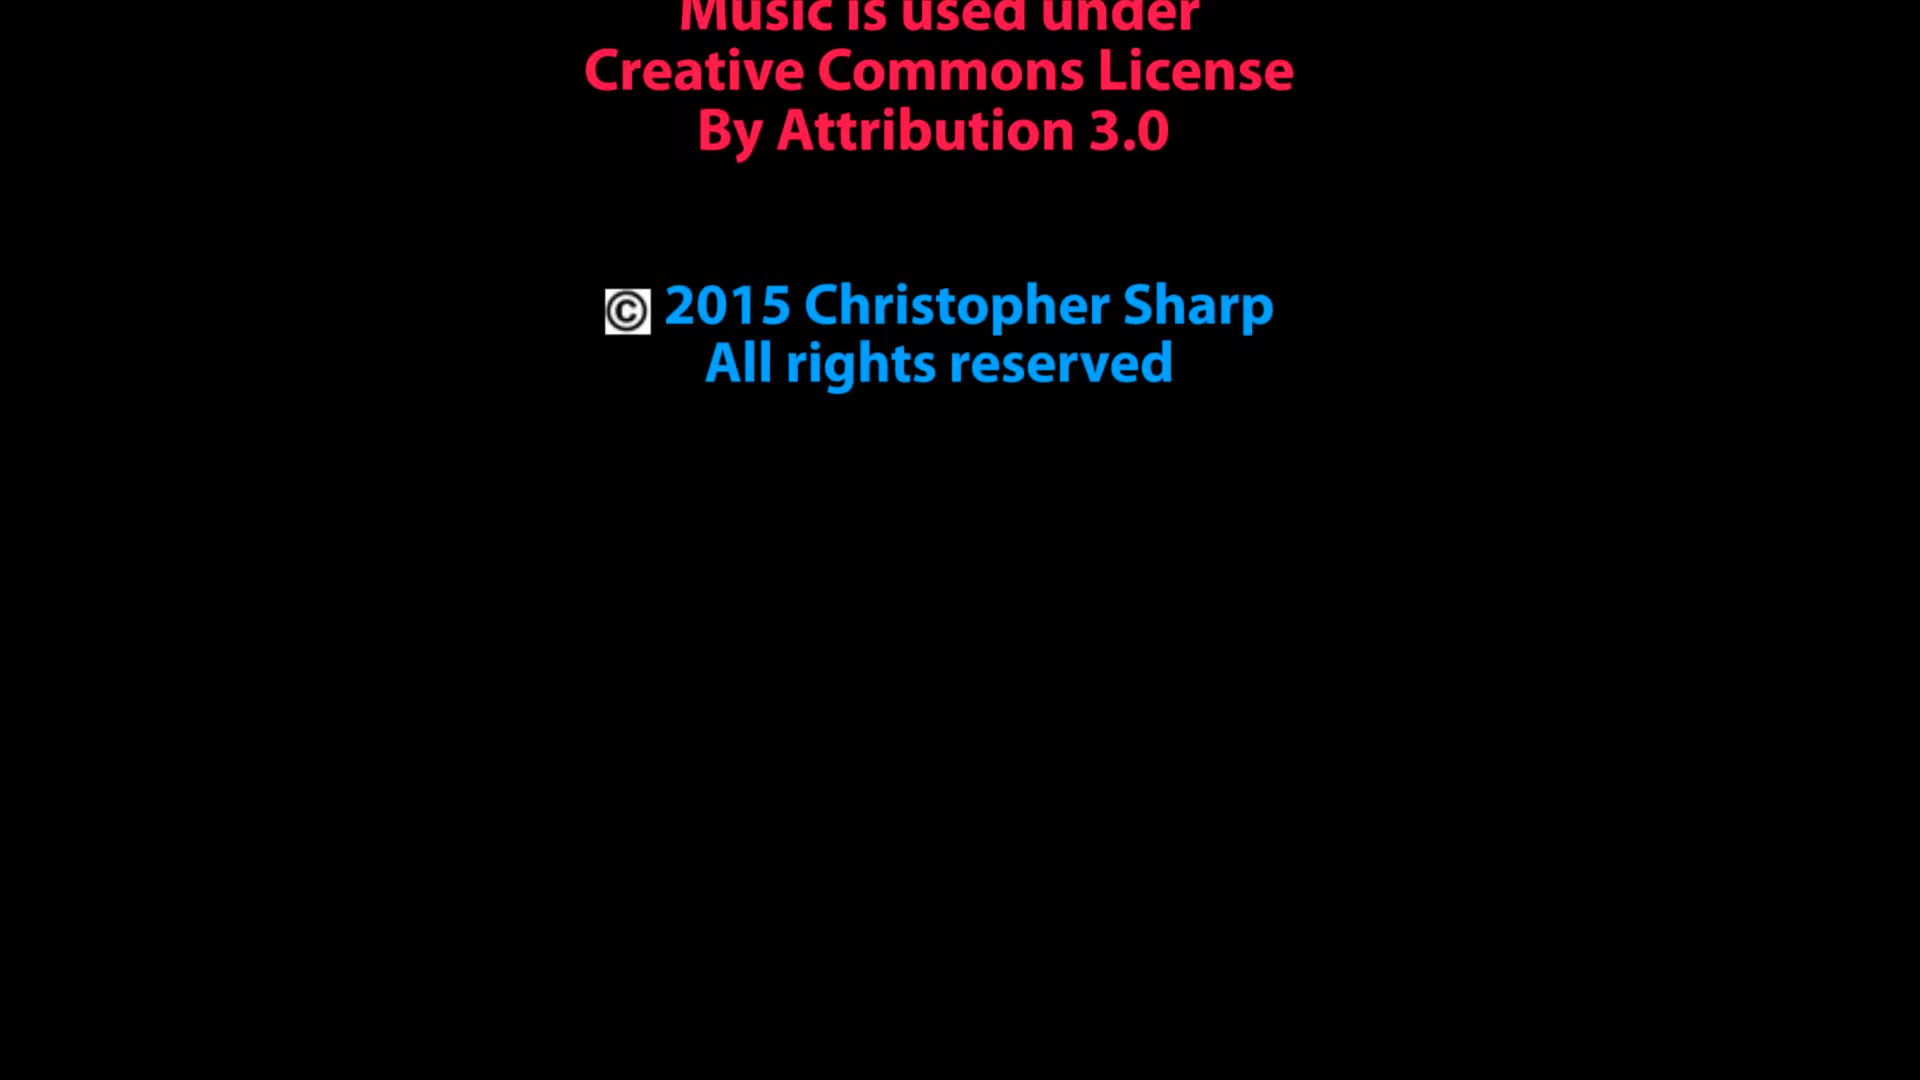 Music is used under
Creative Commons License
By Attribution 3.0
© 2015 Christopher Sharp
All rights reserved